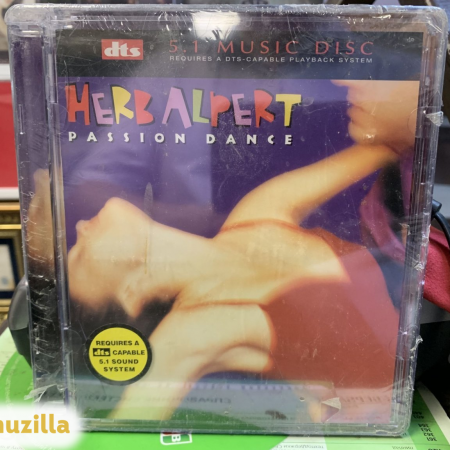 dts 5.1 MUSIC DISC
REQUIRES A DTS-CAPABLE PLAYBACK SYSTEM
HERB ALPERT
PASSION DANCE
REQUIRES A
dts CAPABLE
5.1 SOUND
SYSTEM
uzilla